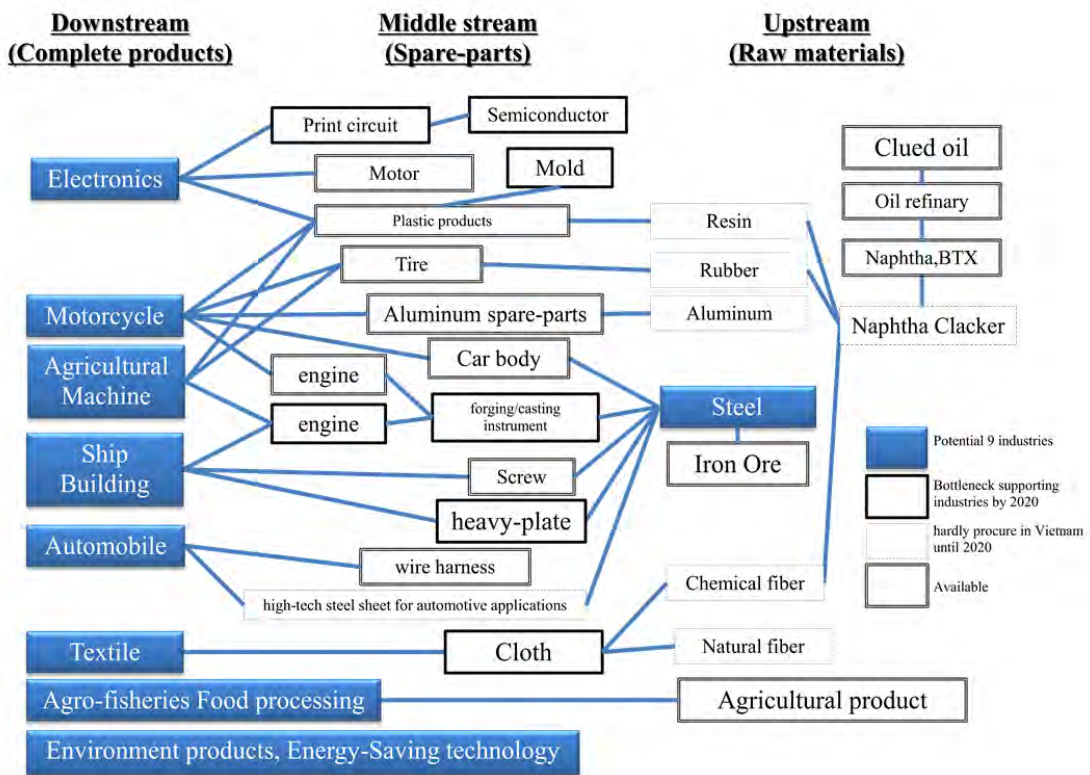 Downstream
(Complete products)
Middle stream
(Spare-parts)
Upstream
(Raw materials)
Print circuit
Semiconductor
Clued oil
Electronics
Motor
Mold
Oil refinary
Plastic products
Resin
Naphtha,BTX
Tire
Rubber
Motorcycle
Aluminum spare-parts
Aluminum
Naphtha Clacker
Agricultural
Machine
Car body
engine
engine
forging/casting
instrument
Steel
Iron Ore
Ship
Building
Screw
heavy-plate
Automobile
wire harness
high-tech steel sheet for automotive applications
Chemical fiber
Textile
Cloth
Natural fiber
Agro-fisheries Food processing
Agricultural product
Environment products, Energy-Saving technology
Potential 9 industries
Bottleneck supporting
industries by 2020
hardly procure in Vietnam
until 2020
Available